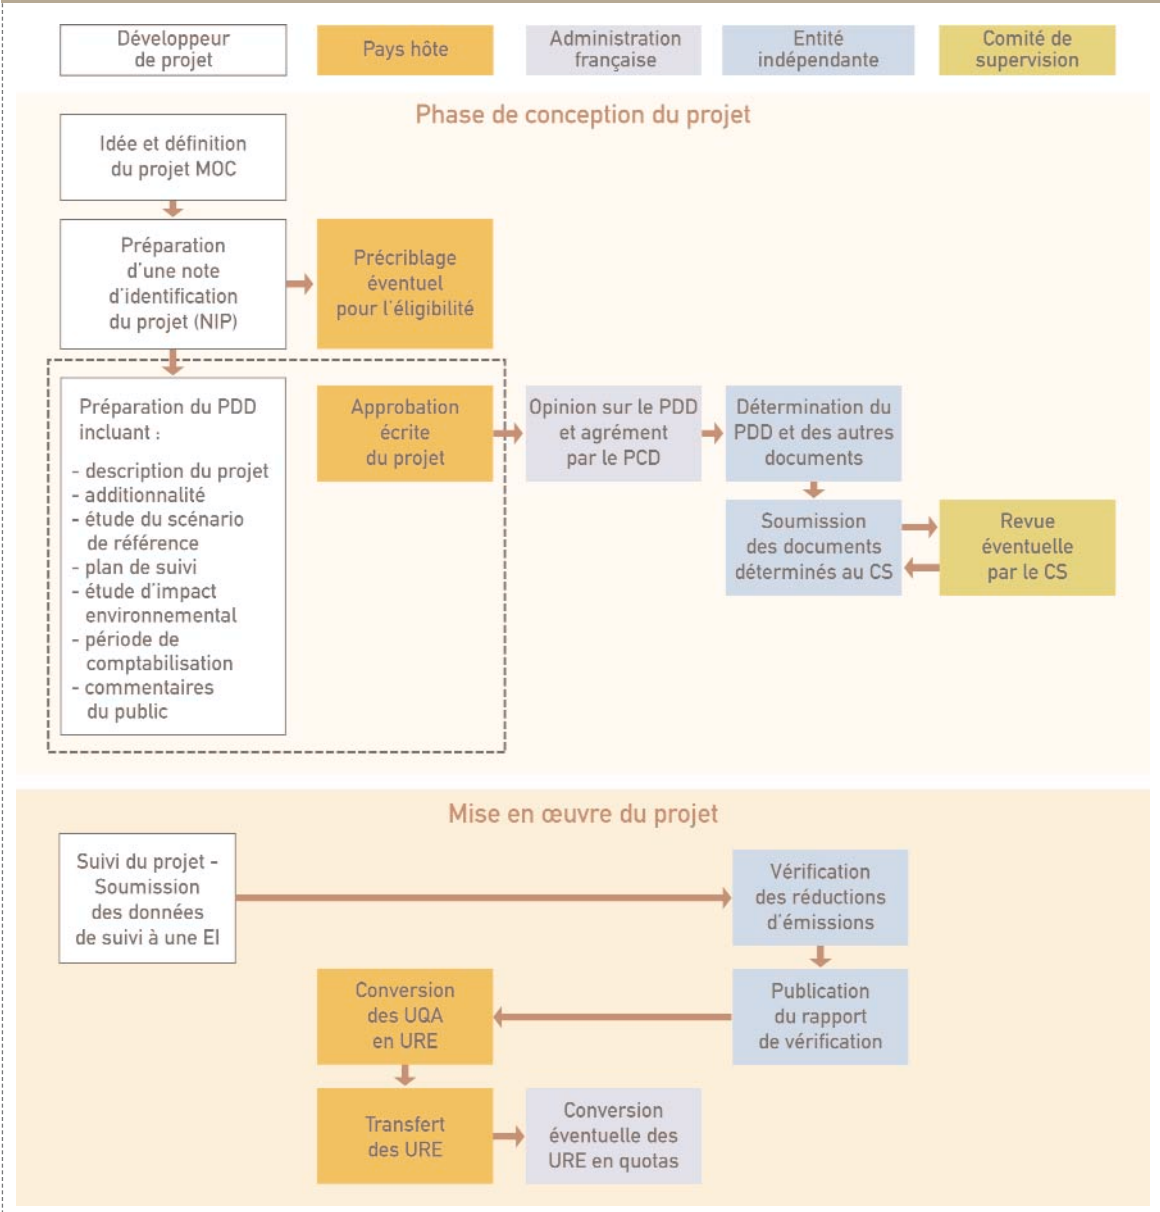 Développeur
de projet
Pays hôte
Administration
française
Entité
indépendante
Comité de
supervision
Phase de conception du projet
Idée et définition
du projet MOC
Préparation
d'une note
d'identification
du projet (NIP)
Précriblage
éventuel
pour l'éligibilité
Préparation du PDD
incluant :
- description du projet
- additionnalité
- étude du scénario
de référence
- plan de suivi
- étude d'impact
environnemental
- période de
comptabilisation
- commentaires
du public
Approbation
écrite
du projet
Opinion sur le PDD
et agrément
par le PCD
Détermination du
PDD et des autres
documents
Soumission
des documents
déterminés au CS
Revue
éventuelle
par le CS
Mise en œuvre du projet
Suivi du projet -
Soumission
des données
de suivi à une EI
Vérification
des réductions
d'émissions
Publication
du rapport
de vérification
Conversion
des UQA
en URE
Transfert
des URE
Conversion
éventuelle des
URE en quotas